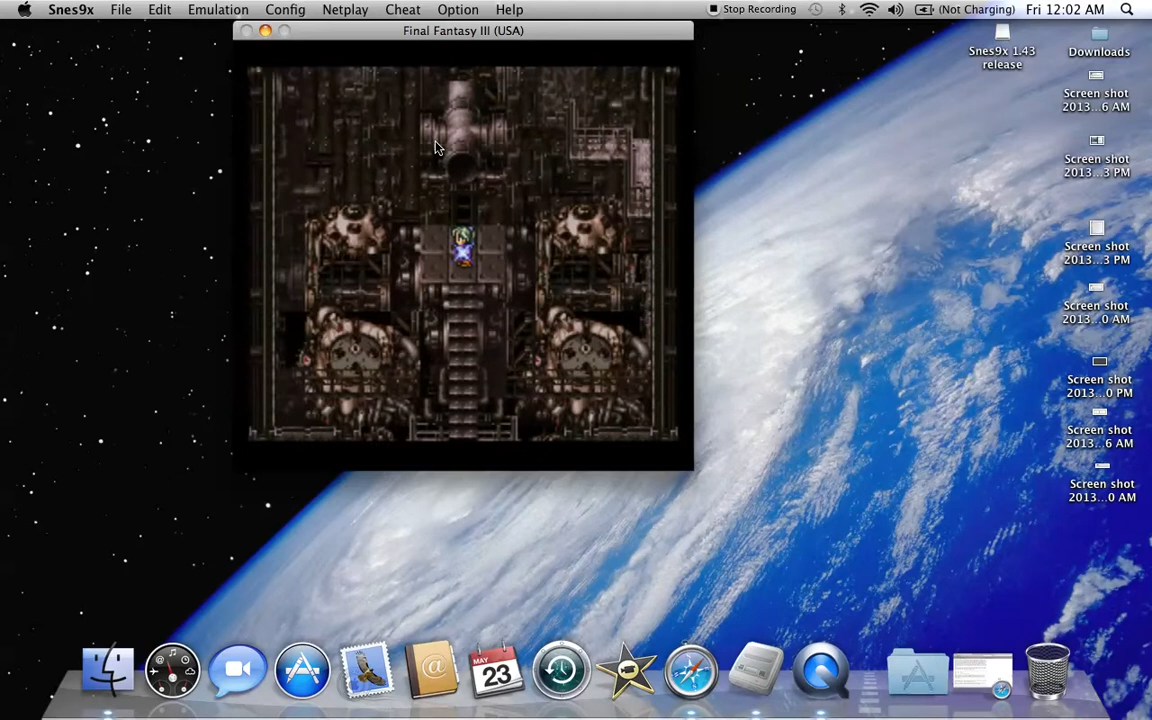 Snes9x File Edit Emulation Config Netplay Cheat Option Help Stop Recording (Not Charging) Fri 12:02 AM
Final Fantasy III (USA)
Snes9x 1.43
release
Downloads
Screen shot
2013...6 AM
Screen shot
2013...3 PM
Screen shot
2013...3 PM
Screen shot
2013...0 AM
Screen shot
2013...0 PM
Screen shot
2013...6 AM
Screen shot
2013...0 AM
MAY
23